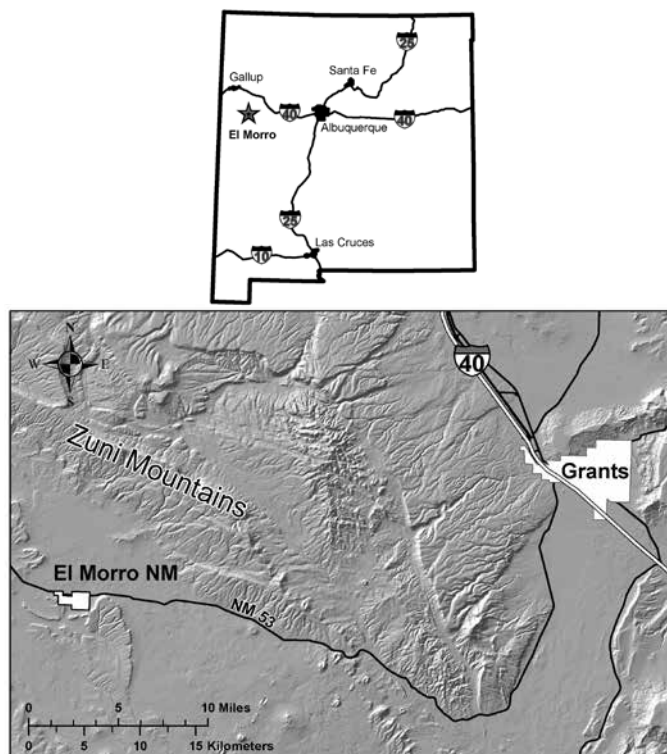 25
Gallup
Santa Fe
40
40
El Morro
Albuquerque
25
Las Cruces
10
N
W E
S
40
Zuni Mountains
Grants
El Morro NM
NM 53
0 5 10 Miles
0 5 10 15 Kilometers